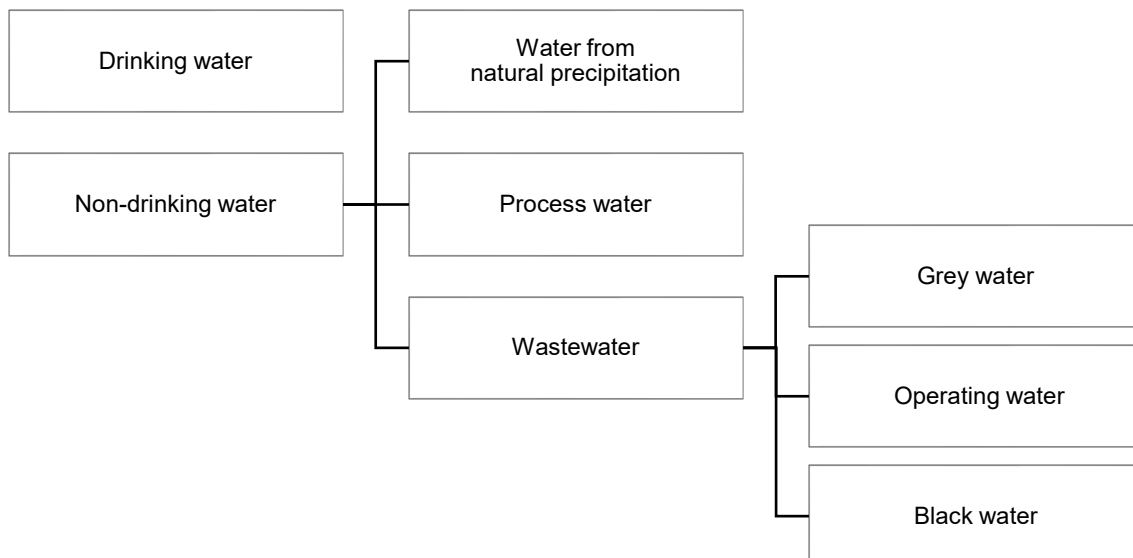 Drinking water
Water from
natural precipitation
Non-drinking water
Process water
Grey water
Wastewater
Operating water
Black water